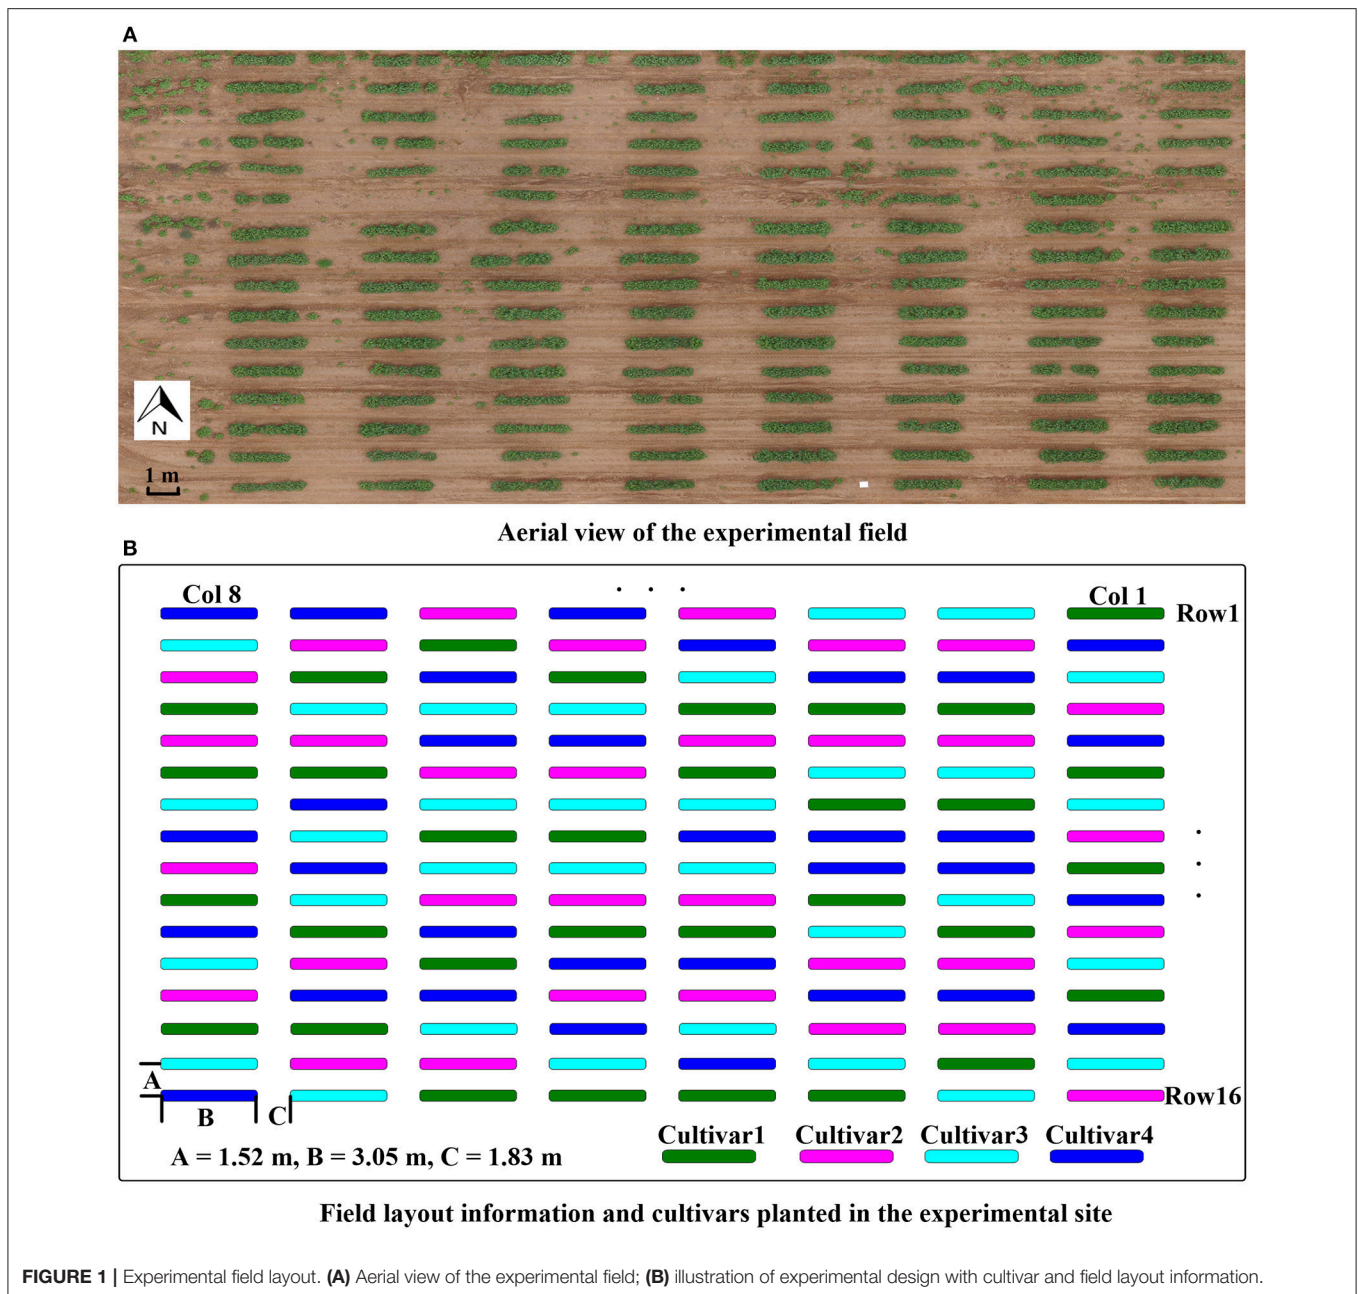 A
N
1 m
Aerial view of the experimental field
B
Col 8 . . . Col 1
Row1
.
.
.
A
B
C
Row16
A = 1.52 m, B = 3.05 m, C = 1.83 m
Cultivar1 Cultivar2 Cultivar3 Cultivar4
Field layout information and cultivars planted in the experimental site
FIGURE 1 | Experimental field layout. (A) Aerial view of the experimental field; (B) illustration of experimental design with cultivar and field layout information.